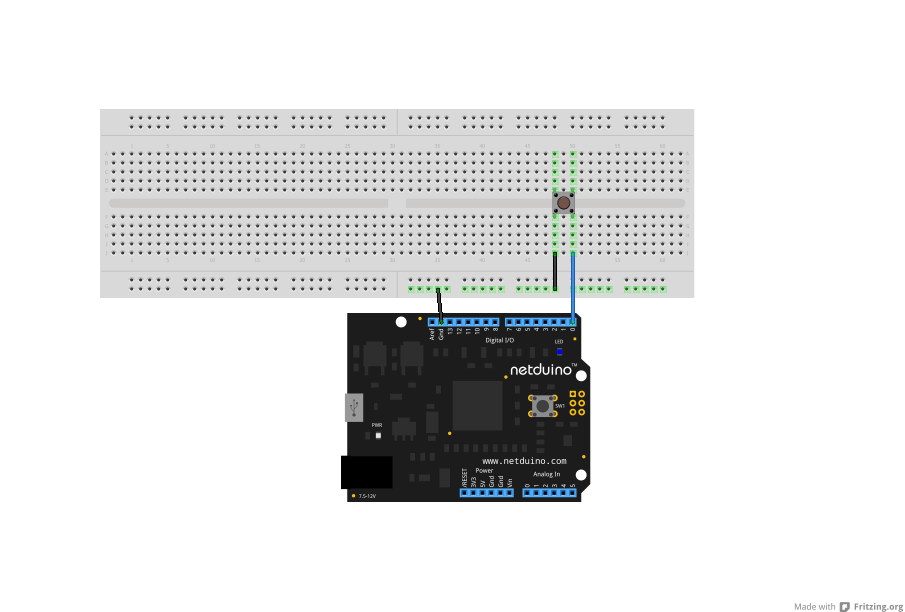 Aref Gnd 13 12 11 10 9 8 7 6 5 4 3 2 1 0
Digital I/O
LED
netduino™
SW1
PWR
www.netduino.com
Power
Analog In
/RESET 3V3 5V Gnd Gnd Vin 0 1 2 3 4 5
7.5-12V
Made with Fritzing.org